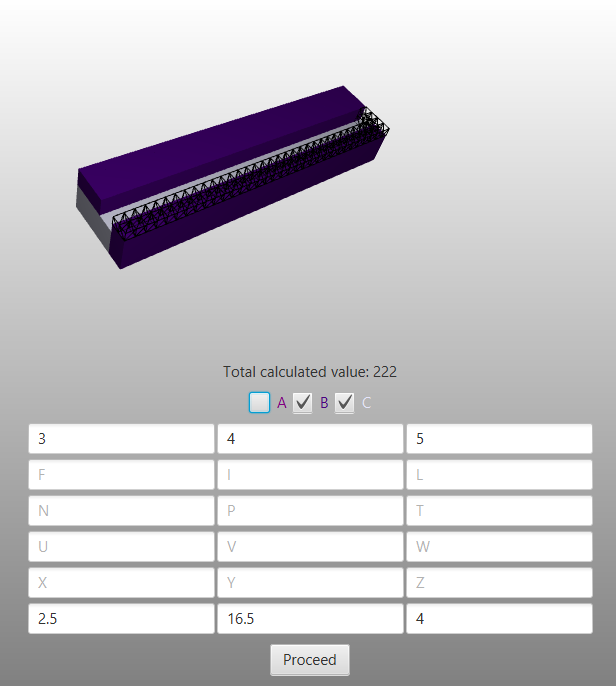 Total calculated value: 222
A B C
3 4 5
F I L
N P T
U V W
X Y Z
2.5 16.5 4
Proceed